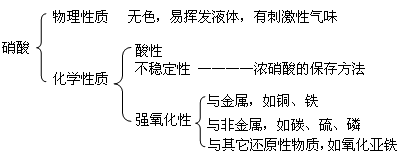 物理性质 无色，易挥发液体，有刺激性气味
硝酸
酸性
不稳定性 ————浓硝酸的保存方法
化学性质
与金属，如铜、铁
强氧化性
与非金属，如碳、硫、磷
与其它还原性物质，如氧化亚铁